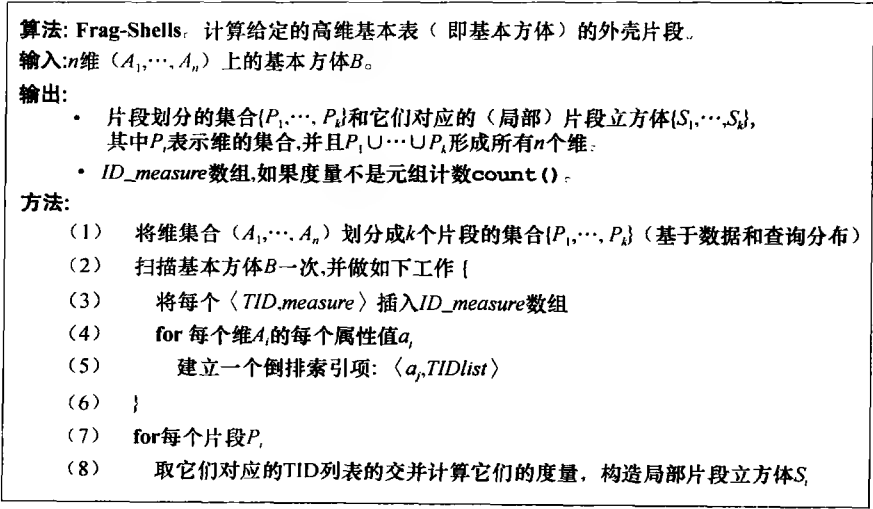 算法: Frag-Shells。计算给定的高维基本表（即基本方体）的外壳片段。
输入:n维（A₁,⋯, Aₙ）上的基本方体B。
输出:
• 片段划分的集合{P₁,⋯, Pₖ}和它们对应的（局部）片段立方体{S₁,⋯,Sₖ},
其中Pᵢ表示维的集合,并且P₁∪⋯∪Pₖ形成所有n个维。
• ID_measure数组,如果度量不是元组计数count()。
方法:
（1） 将维集合（A₁,⋯, Aₙ）划分成k个片段的集合{P₁,⋯, Pₖ}（基于数据和查询分布）
（2） 扫描基本方体B一次,并做如下工作 {
（3） 将每个〈TID,measure〉插入ID_measure数组
（4） for 每个维Aᵢ的每个属性值aᵢ
（5） 建立一个倒排索引项:〈aⱼ,TIDlist〉
（6） }
（7） for每个片段Pᵢ
（8） 取它们对应的TID列表的交并计算它们的度量，构造局部片段立方体Sᵢ